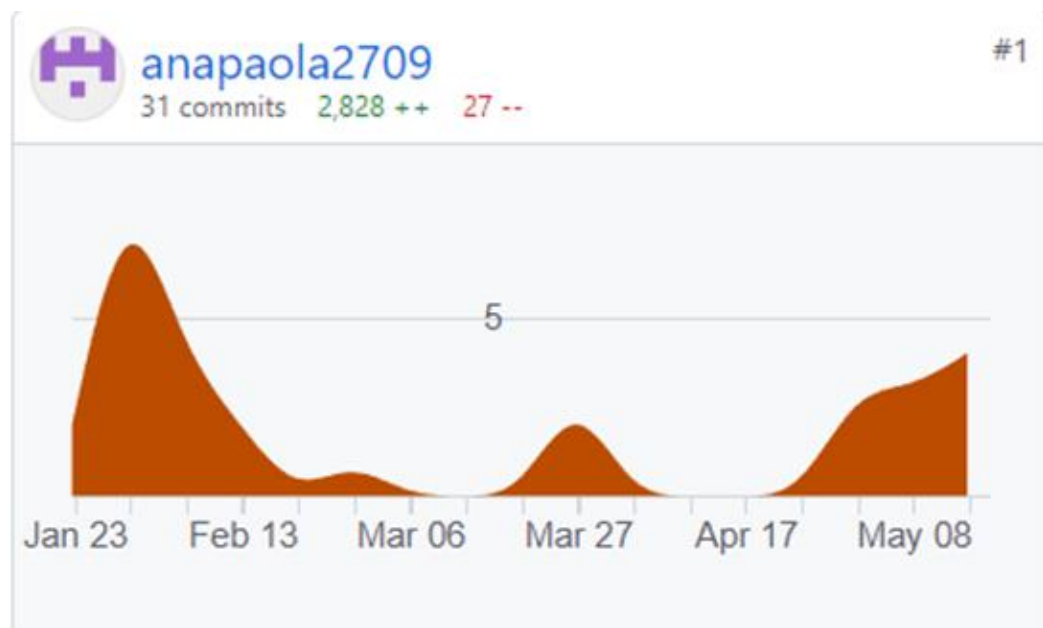 anapaola2709
#1
31 commits 2,828 ++ 27 --
5
Jan 23 Feb 13 Mar 06 Mar 27 Apr 17 May 08